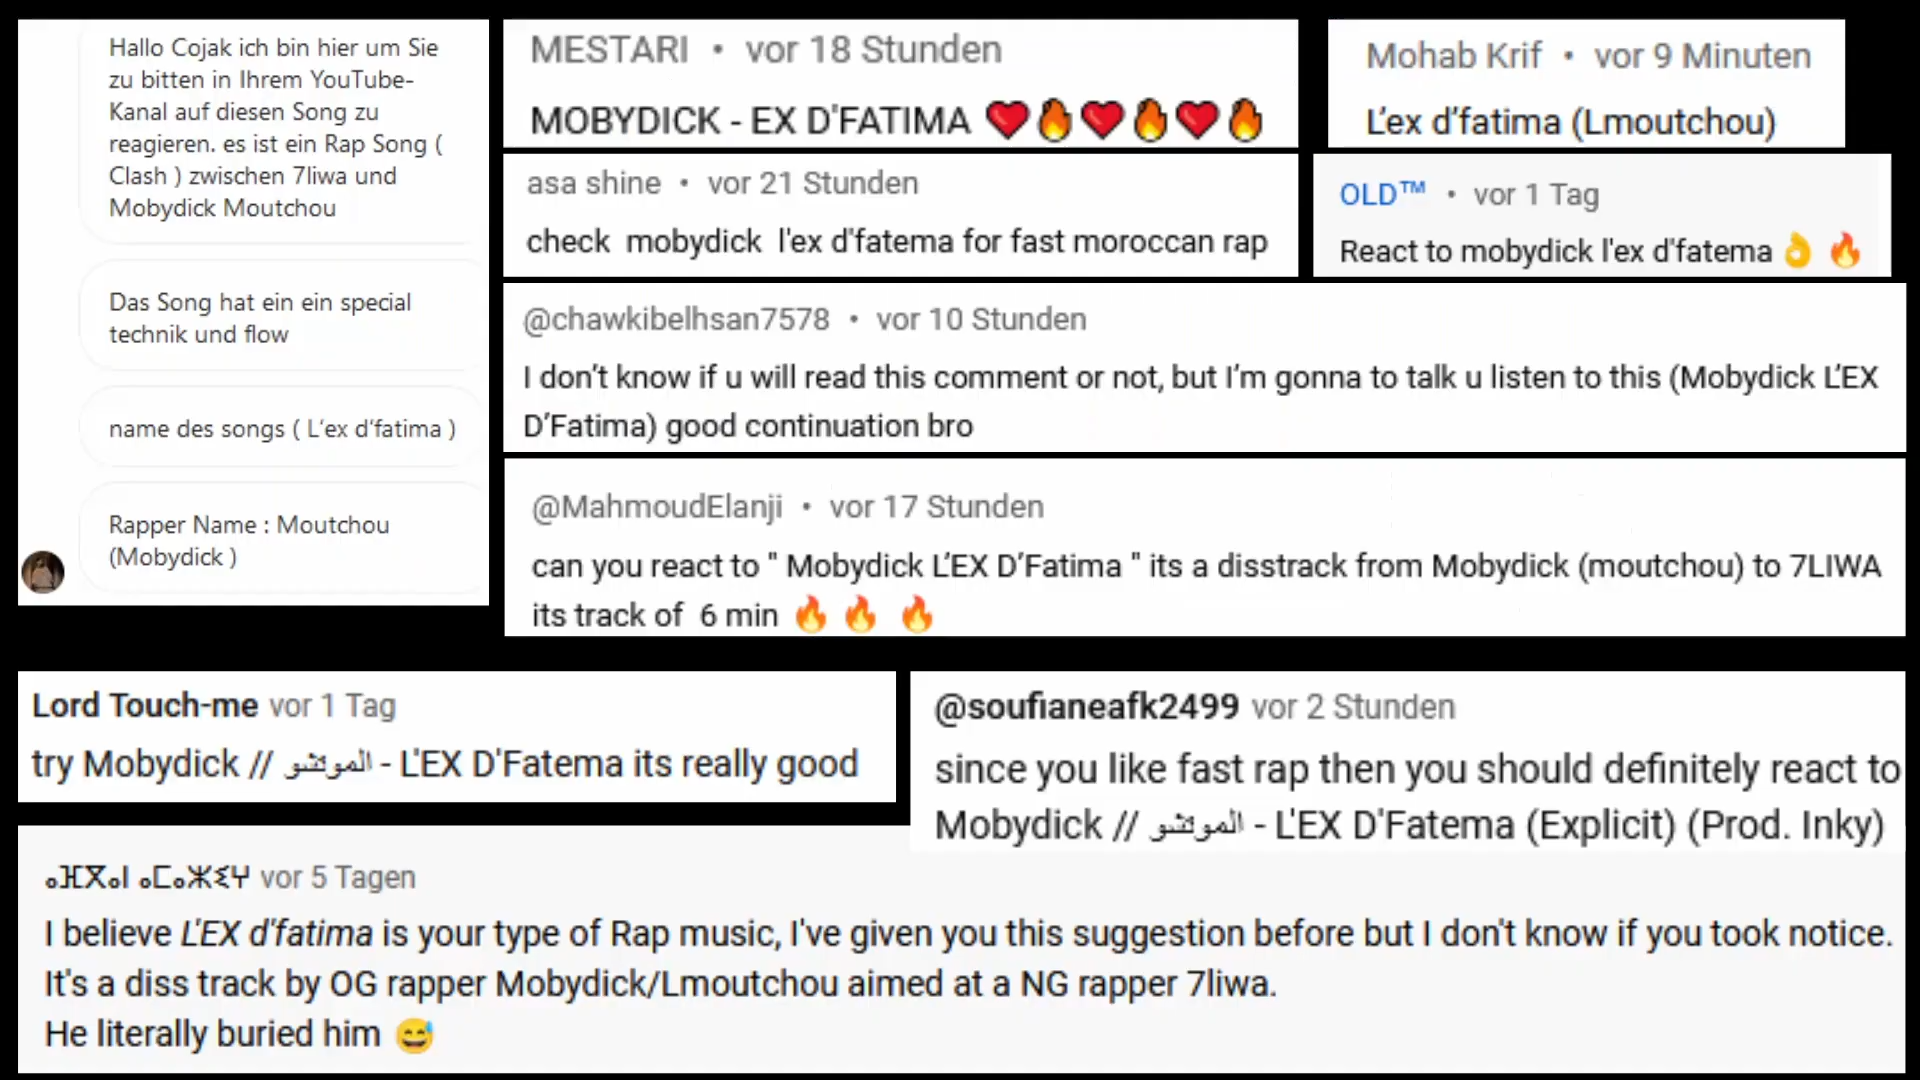 Hallo Cojak ich bin hier um Sie
zu bitten in Ihrem YouTube-
Kanal auf diesen Song zu
reagieren. es ist ein Rap Song (
Clash ) zwischen 7liwa und
Mobydick Moutchou
Das Song hat ein ein special
technik und flow
name des songs ( L’ex d’fatima )
Rapper Name : Moutchou
(Mobydick )
MESTARI • vor 18 Stunden
MOBYDICK - EX D'FATIMA ❤️🔥❤️🔥❤️🔥
Mohab Krif • vor 9 Minuten
L’ex d’fatima (Lmoutchou)
asa shine • vor 21 Stunden
check mobydick l'ex d'fatema for fast moroccan rap
OLD™ • vor 1 Tag
React to mobydick l'ex d'fatema 👌 🔥
@chawkibelhsan7578 • vor 10 Stunden
I don’t know if u will read this comment or not, but I’m gonna to talk u listen to this (Mobydick L’EX
D’Fatima) good continuation bro
@MahmoudElanji • vor 17 Stunden
can you react to " Mobydick L’EX D’Fatima " its a disstrack from Mobydick (moutchou) to 7LIWA
its track of 6 min 🔥 🔥 🔥
Lord Touch-me vor 1 Tag
try Mobydick // الموتشو - L'EX D'Fatema its really good
@soufianeafk2499 vor 2 Stunden
since you like fast rap then you should definitely react to
Mobydick // الموتشو - L'EX D'Fatema (Explicit) (Prod. Inky)
ⴰⴼⴳⴰⵏ ⴰⵎⴰⵣⵉⵖ vor 5 Tagen
I believe L'EX d'fatima is your type of Rap music, I've given you this suggestion before but I don't know if you took notice.
It's a diss track by OG rapper Mobydick/Lmoutchou aimed at a NG rapper 7liwa.
He literally buried him 😅